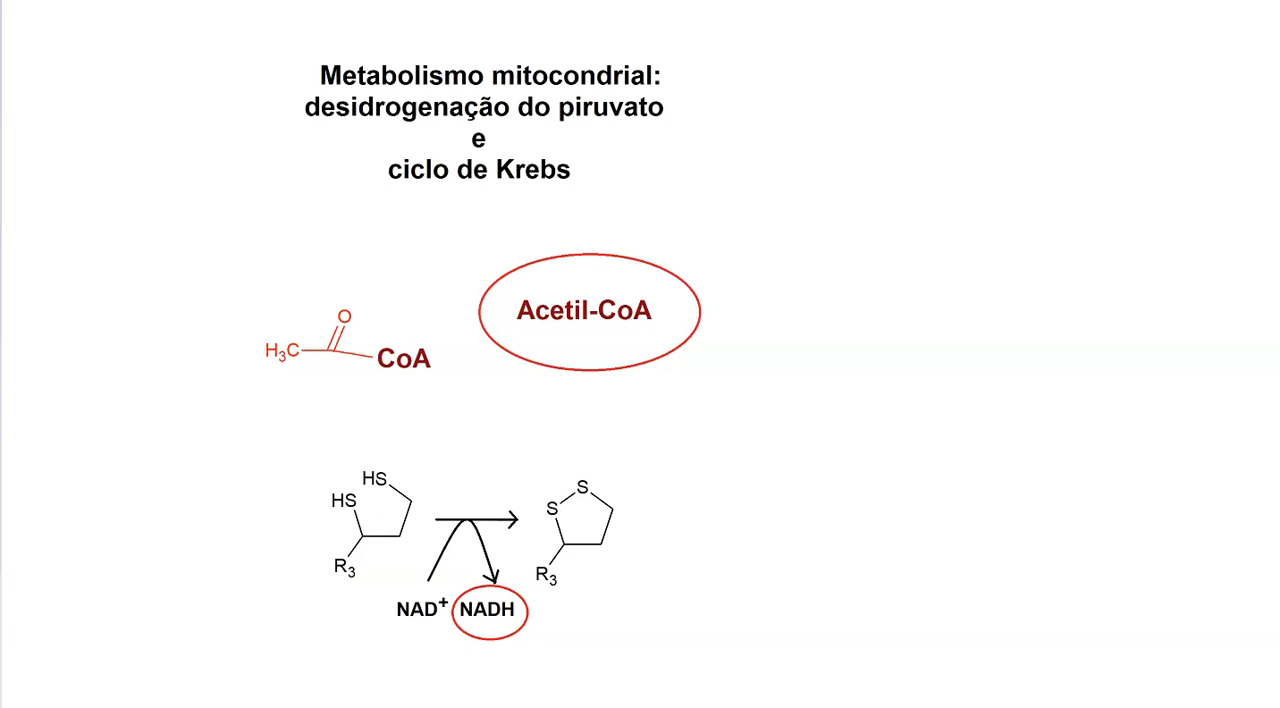 Metabolismo mitocondrial:
desidrogenação do piruvato
e
ciclo de Krebs
Acetil-CoA
O
H₃C
CoA
HS
HS
R₃
S
S
R₃
NAD⁺ NADH